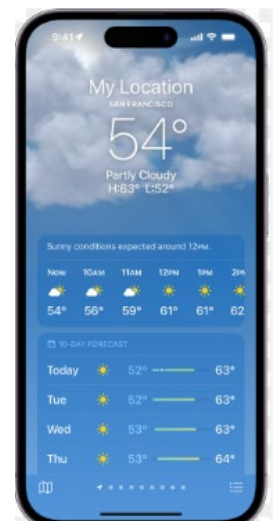 9:41
My Location
SAN FRANCISCO
54°
Partly Cloudy
H:63° L:52°
Sunny conditions expected around 12PM.
Now 10AM 11AM 12PM 1PM 2P
54° 56° 59° 61° 61° 62
10-DAY FORECAST
Today 52° 63°
Tue 52° 63°
Wed 53° 63°
Thu 53° 64°